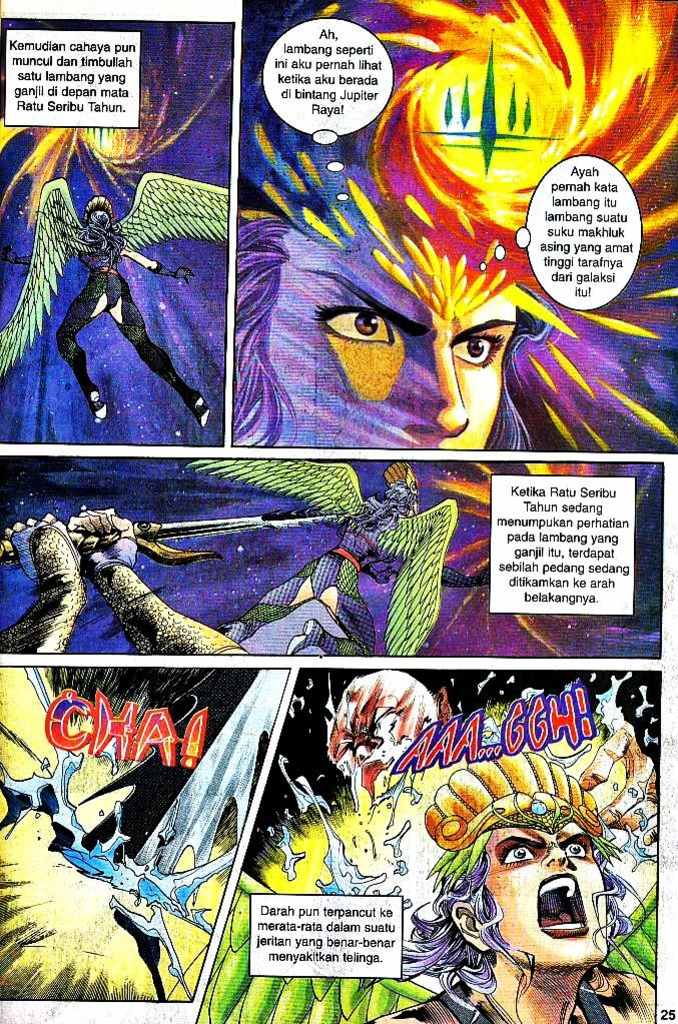 Kemudian cahaya pun
muncul dan timbullah
satu lambang yang
ganjil di depan mata
Ratu Seribu Tahun.
Ah,
lambang seperti
ini aku pernah lihat
ketika aku berada
di bintang Jupiter
Raya!
Ayah
pernah kata
lambang itu
lambang suatu
suku makhluk
asing yang amat
tinggi tarafnya
dari galaksi
itu!
Ketika Ratu Seribu
Tahun sedang
menumpukan perhatian
pada lambang yang
ganjil itu, terdapat
sebilah pedang sedang
ditikamkan ke arah
belakangnya.
CHA!
AAA...GGH!
Darah pun terpancut ke
merata-rata dalam suatu
jeritan yang benar-benar
menyakitkan telinga.
25